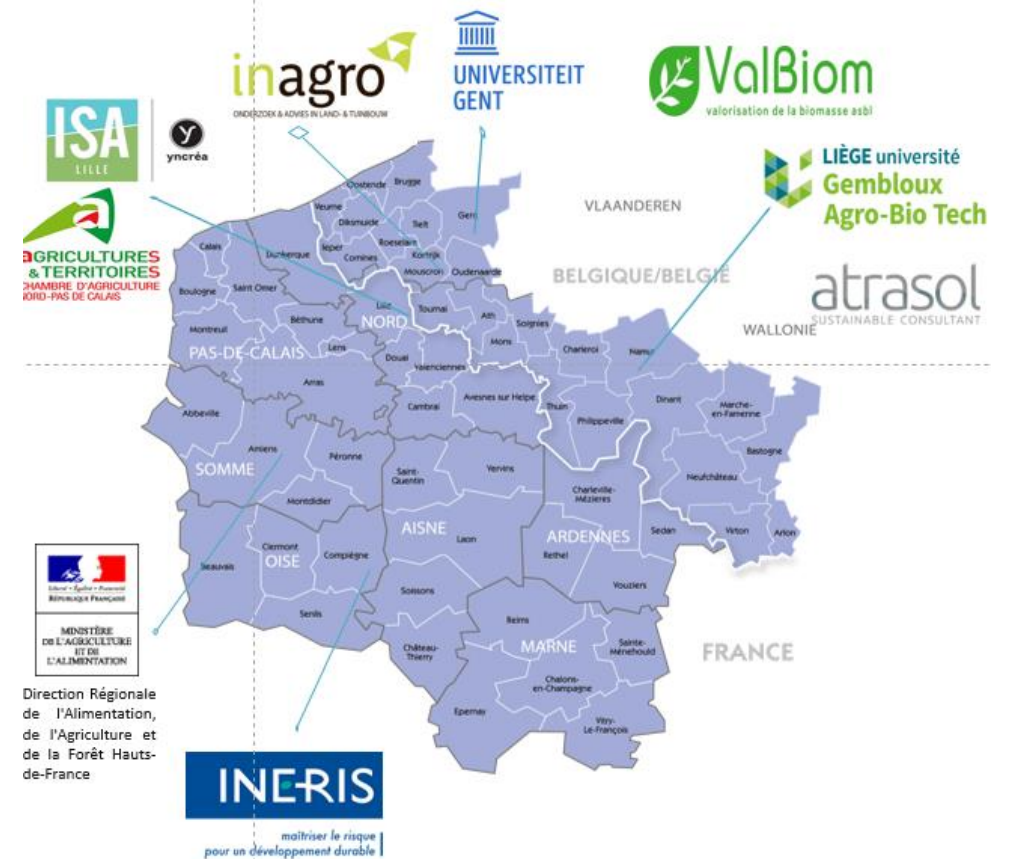 inagro
ONDERZOEK & ADVIES IN LAND- & TUINBOUW
UNIVERSITEIT
GENT
ValBiom
valorisation de la biomasse asbl
ISA
LILLE
yncréa
LIÈGE université
Gembloux
Agro-Bio Tech
AGRICULTURES
& TERRITOIRES
CHAMBRE D'AGRICULTURE
NORD-PAS DE CALAIS
atrasol
SUSTAINABLE CONSULTANT
VLAANDEREN
BELGIQUE/BELGIË
WALLONIE
FRANCE
Oostende
Brugge
Veurne
Diksmuide
Tielt
Gent
Ieper
Roeselare
Kortrijk
Comines
Mouscron
Oudenaarde
Calais
Dunkerque
Boulogne
Saint Omer
Montreuil
Béthune
Lens
PAS-DE-CALAIS
Arras
Lille
NORD
Douai
Valenciennes
Cambrai
Avesnes sur Helpe
Tournai
Ath
Soignies
Mons
Charleroi
Namur
Thuin
Philippeville
Dinant
Marche-
en-Famenne
Bastogne
Neufchâteau
Virton
Arlon
Abbeville
Amiens
Péronne
SOMME
Montdidier
Saint-
Quentin
Vervins
AISNE
Laon
Soissons
Château-
Thierry
Charleville-
Mézieres
ARDENNES
Sedan
Rethel
Vouziers
Beauvais
Clermont
OISE
Compiègne
Senlis
Reims
MARNE
Sainte-
Ménehould
Chalons-
en-Champagne
Epernay
Vitry-
Le-François
Liberté • Égalité • Fraternité
RÉPUBLIQUE FRANÇAISE
MINISTÈRE
DE L'AGRICULTURE
ET DE
L'ALIMENTATION
Direction Régionale
de l'Alimentation,
de l'Agriculture et
de la Forêt Hauts-
de-France
INERIS
maîtriser le risque
pour un développement durable